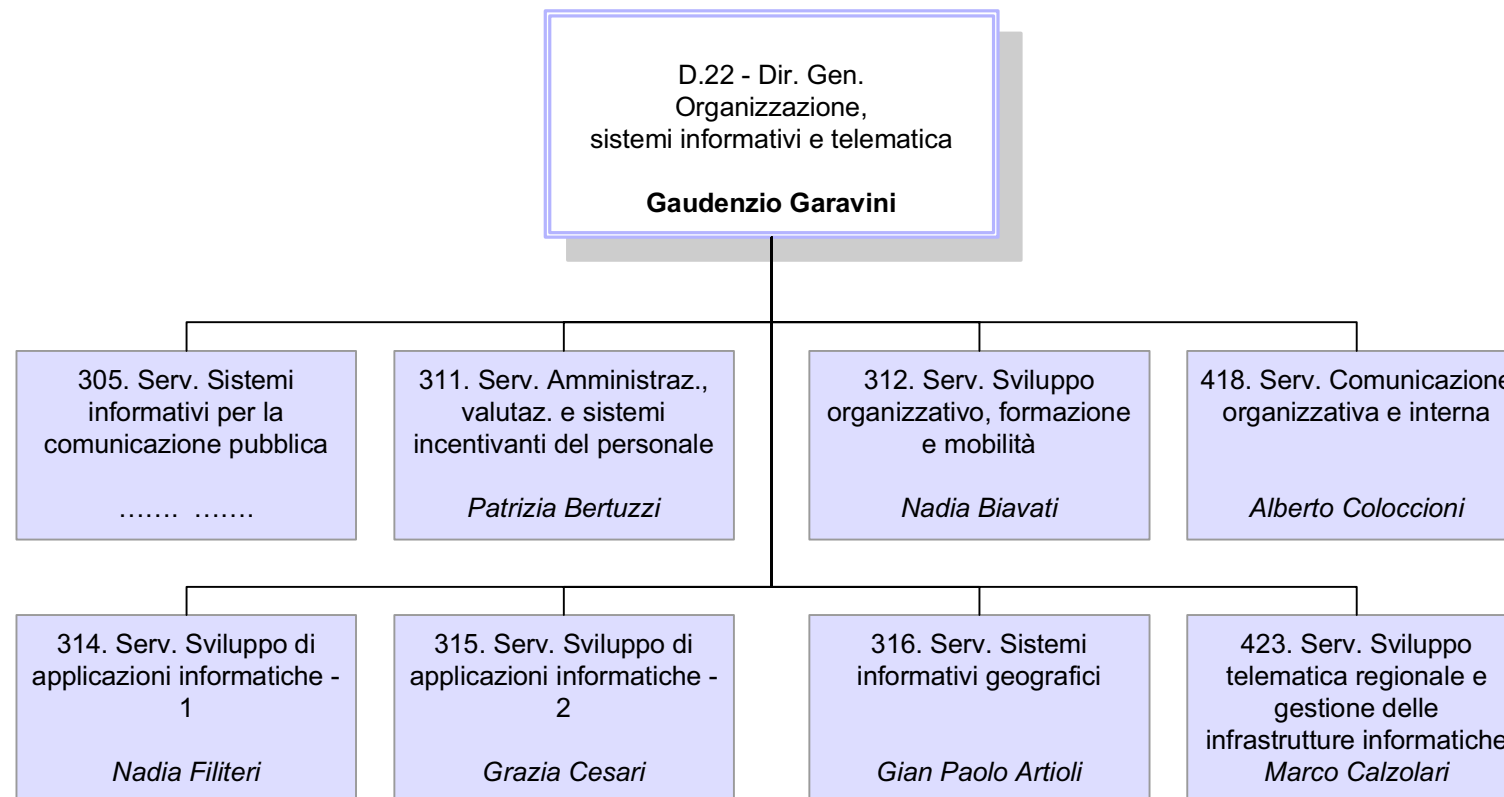 D.22 - Dir. Gen.
Organizzazione,
sistemi informativi e telematica
Gaudenzio Garavini
305. Serv. Sistemi
informativi per la
comunicazione pubblica
……. …….
311. Serv. Amministraz.,
valutaz. e sistemi
incentivanti del personale
Patrizia Bertuzzi
312. Serv. Sviluppo
organizzativo, formazione
e mobilità
Nadia Biavati
418. Serv. Comunicazione
organizzativa e interna
Alberto Coloccioni
314. Serv. Sviluppo di
applicazioni informatiche -
1
Nadia Filiteri
315. Serv. Sviluppo di
applicazioni informatiche -
2
Grazia Cesari
316. Serv. Sistemi
informativi geografici
Gian Paolo Artioli
423. Serv. Sviluppo
telematica regionale e
gestione delle
infrastrutture informatiche
Marco Calzolari